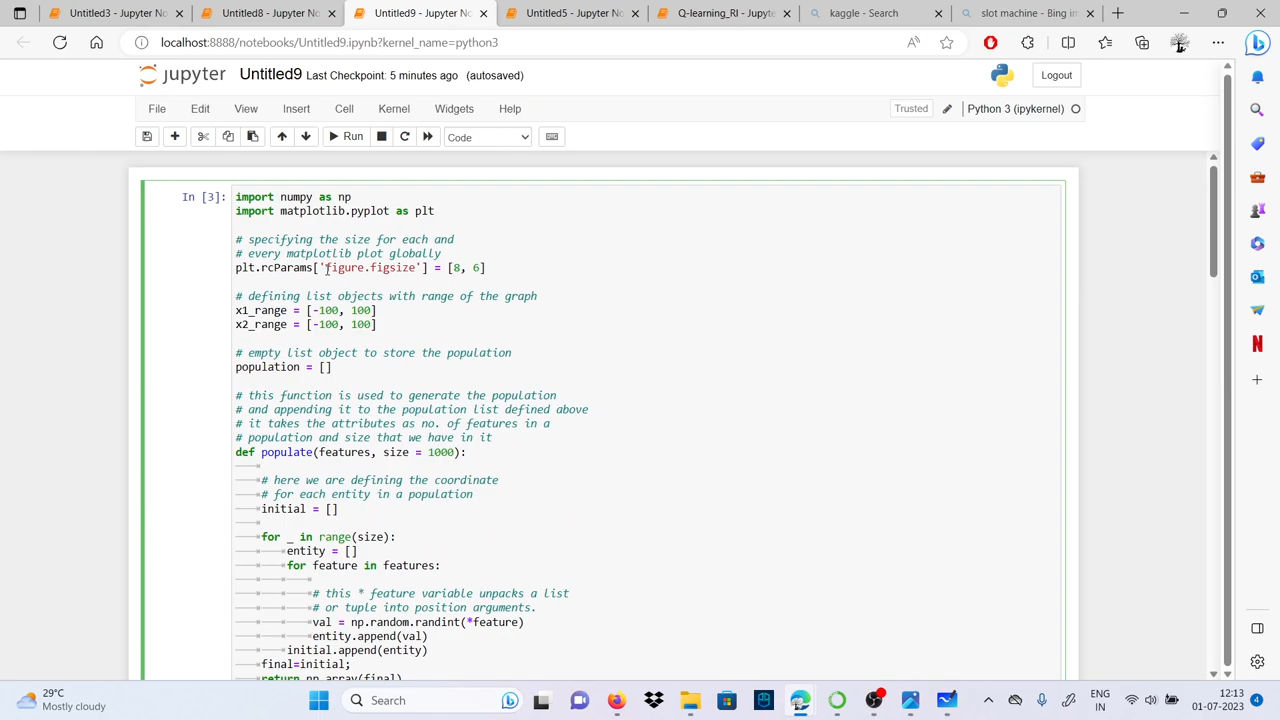 Untitled3 - Jupyter No
Untitled8 - Jupyter No
Untitled9 - Jupyter No
Untitled5 - Jupyter No
Q-learning_RI - Jupyte
kaggle - Search
slot machine - Bing in
localhost:8888/notebooks/Untitled9.ipynb?kernel_name=python3
jupyter Untitled9 Last Checkpoint: 5 minutes ago (autosaved)
Logout
File Edit View Insert Cell Kernel Widgets Help
Trusted
Python 3 (ipykernel)
Run
Code
In [3]:
import numpy as np
import matplotlib.pyplot as plt
# specifying the size for each and
# every matplotlib plot globally
plt.rcParams['figure.figsize'] = [8, 6]
# defining list objects with range of the graph
x1_range = [-100, 100]
x2_range = [-100, 100]
# empty list object to store the population
population = []
# this function is used to generate the population
# and appending it to the population list defined above
# it takes the attributes as no. of features in a
# population and size that we have in it
def populate(features, size = 1000):
# here we are defining the coordinate
# for each entity in a population
initial = []
for _ in range(size):
entity = []
for feature in features:
# this * feature variable unpacks a list
# or tuple into position arguments.
val = np.random.randint(*feature)
entity.append(val)
initial.append(entity)
final=initial;
return np.array(final)
29°C
Mostly cloudy
Search
ENG
IN
12:13
01-07-2023
4